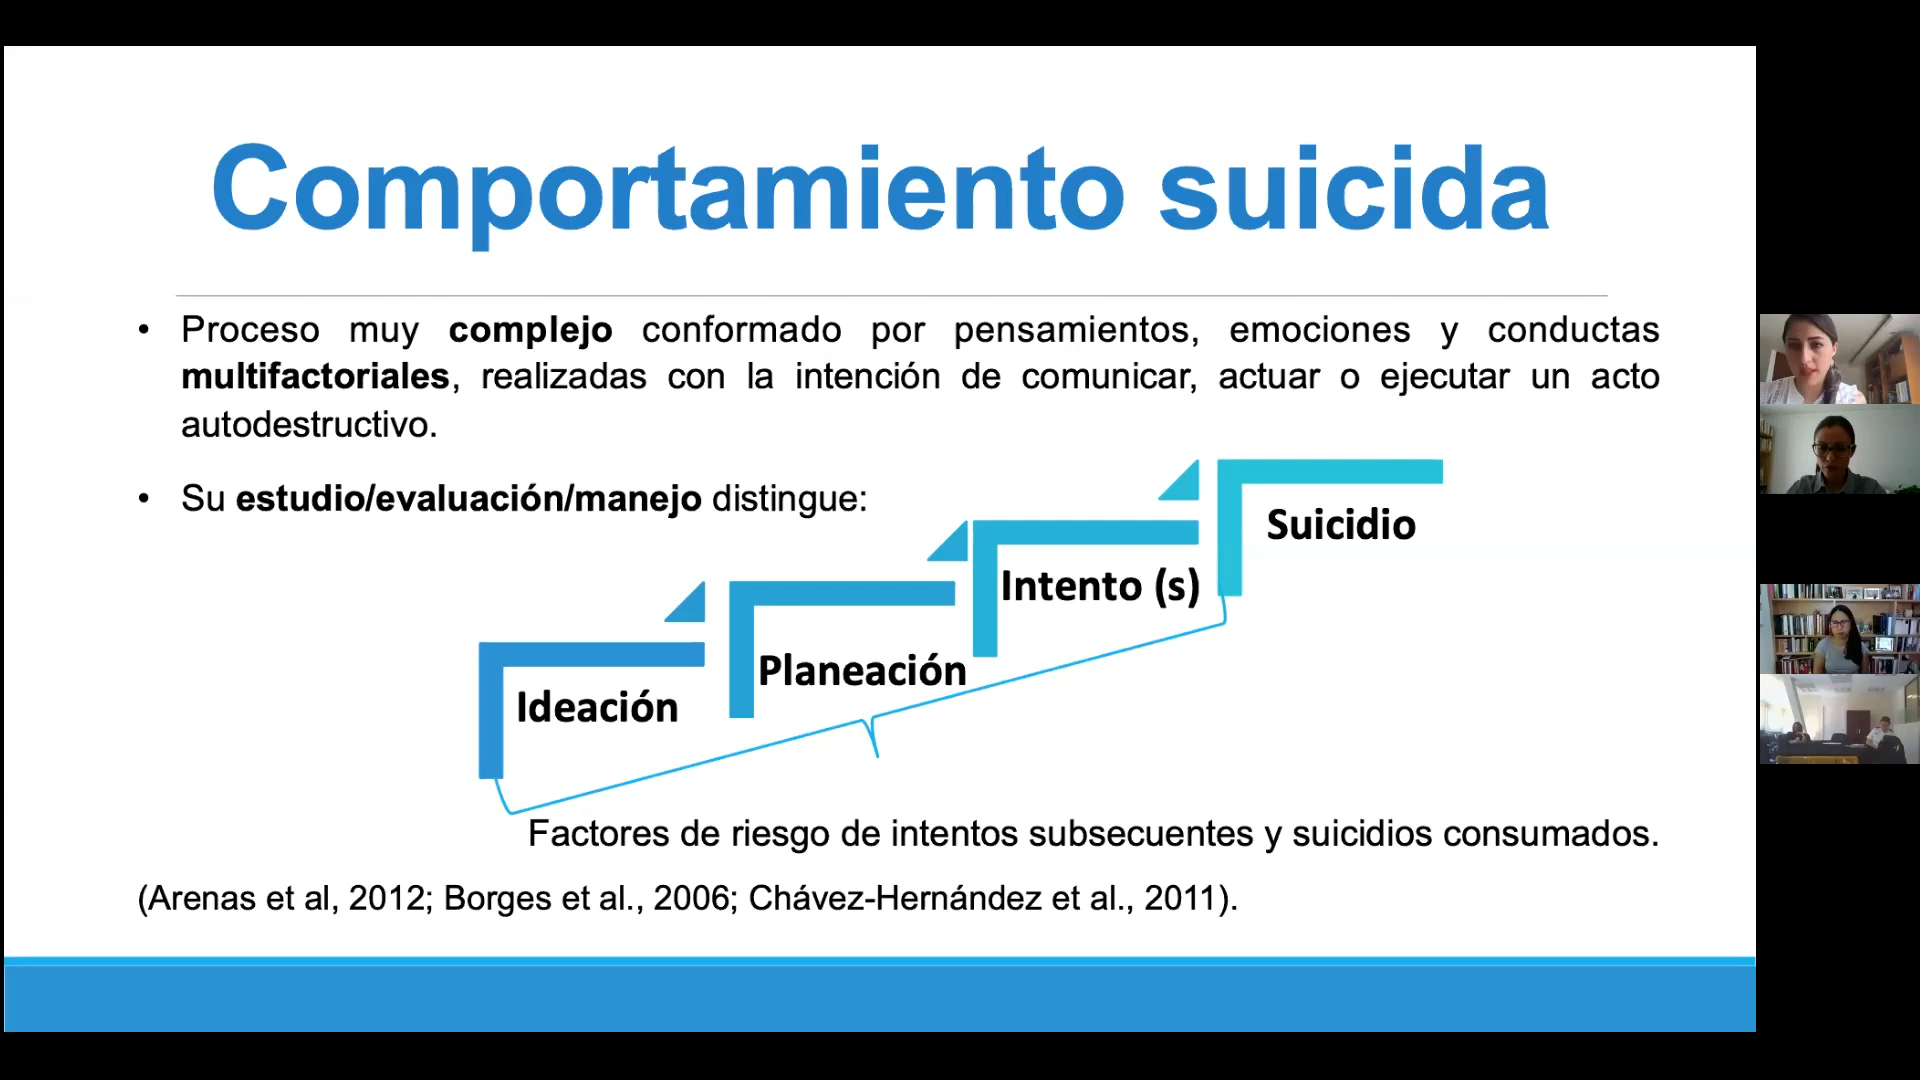 Comportamiento suicida
• Proceso muy complejo conformado por pensamientos, emociones y conductas
multifactoriales, realizadas con la intención de comunicar, actuar o ejecutar un acto
autodestructivo.
• Su estudio/evaluación/manejo distingue:
Suicidio
Intento (s)
Planeación
Ideación
Factores de riesgo de intentos subsecuentes y suicidios consumados.
(Arenas et al, 2012; Borges et al., 2006; Chávez-Hernández et al., 2011).